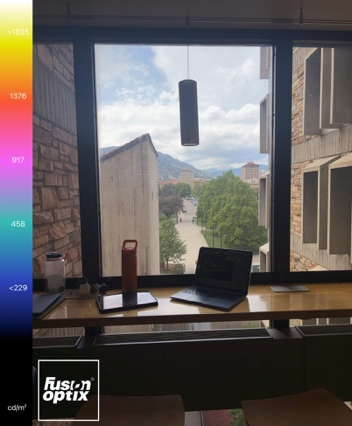 >1835
1376
917
458
<229
cd/m²
fusion
optix